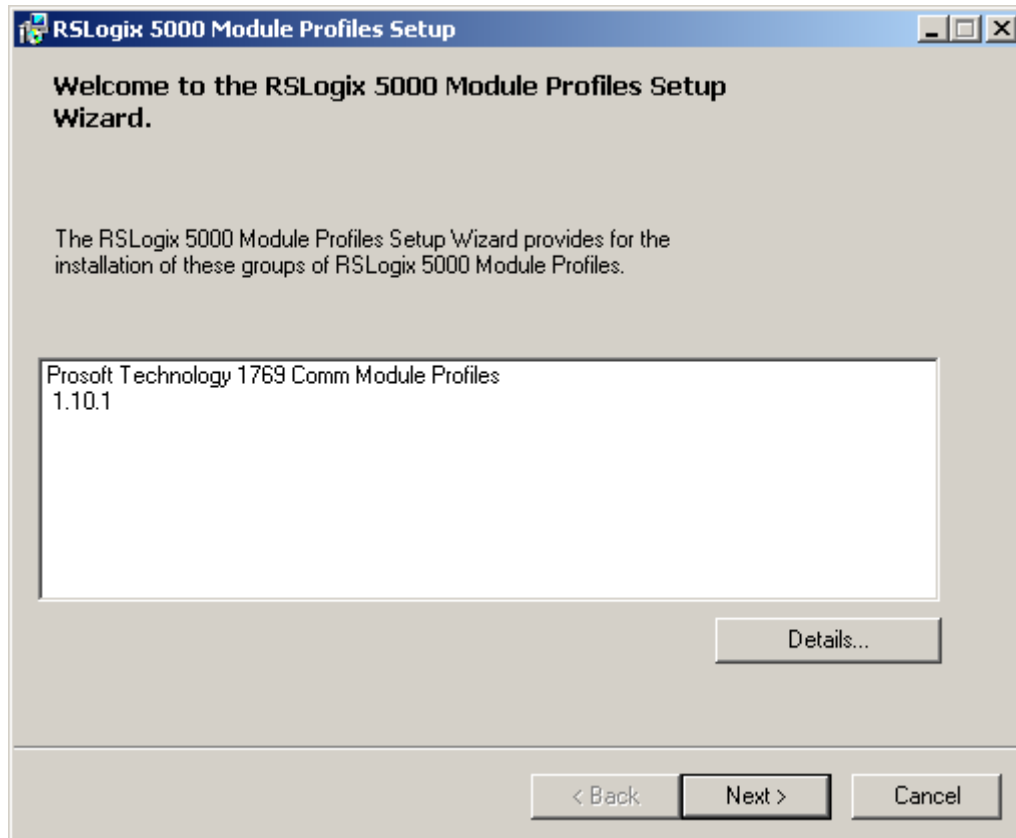 RSLogix 5000 Module Profiles Setup
Welcome to the RSLogix 5000 Module Profiles Setup
Wizard.
The RSLogix 5000 Module Profiles Setup Wizard provides for the
installation of these groups of RSLogix 5000 Module Profiles.
Prosoft Technology 1769 Comm Module Profiles
1.10.1
Details...
< Back
Next >
Cancel